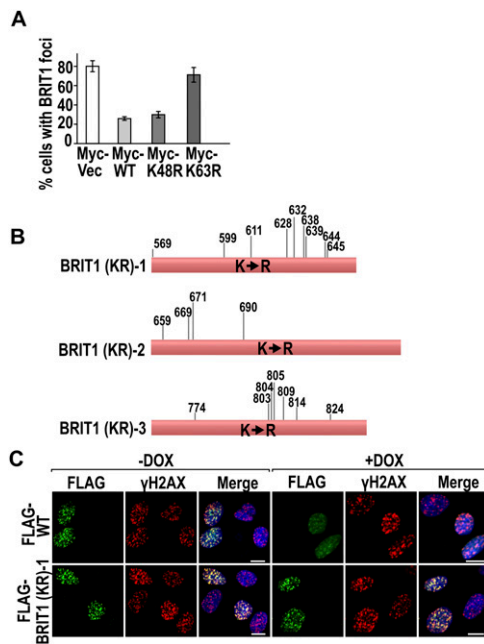 A
% cells with BRIT1 foci
80
60
40
20
0
Myc-Vec
Myc-WT
Myc-K48R
Myc-K63R
B
569 599 611 628 632 638 639 644 645
BRIT1 (KR)-1 K➔R
659 669 671 690
BRIT1 (KR)-2 K➔R
774 803 804 805 809 814 824
BRIT1 (KR)-3 K➔R
C
-DOX +DOX
FLAG γH2AX Merge FLAG γH2AX Merge
FLAG-WT
FLAG-BRIT1 (KR)-1